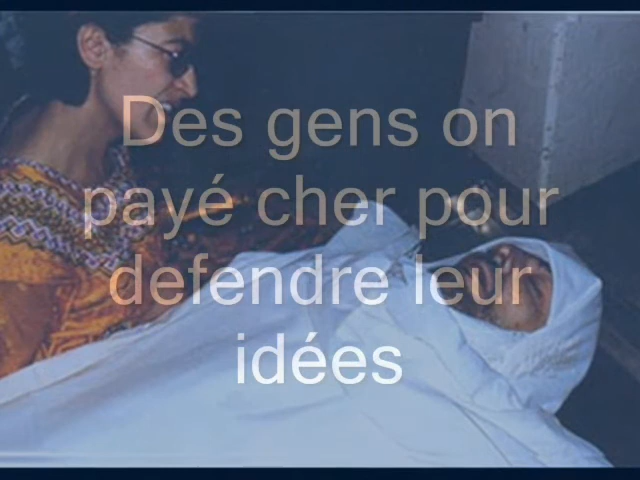 Des gens on
payé cher pour
defendre leur
idées